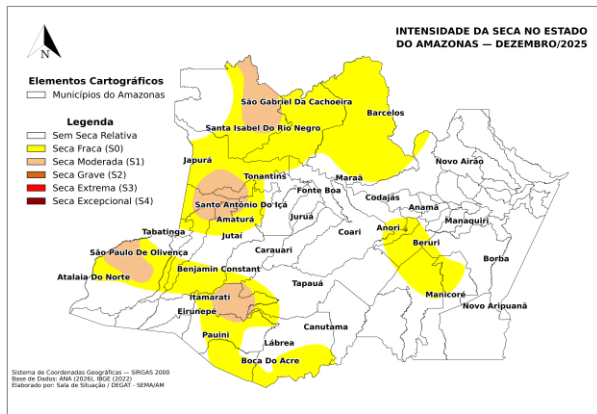 INTENSIDADE DA SECA NO ESTADO
DO AMAZONAS — DEZEMBRO/2025
N
Elementos Cartográficos
Municípios do Amazonas
Legenda
Sem Seca Relativa
Seca Fraca (S0)
Seca Moderada (S1)
Seca Grave (S2)
Seca Extrema (S3)
Seca Excepcional (S4)
São Gabriel Da Cachoeira
Barcelos
Santa Isabel Do Rio Negro
Japurá
Novo Airão
Tonantins
Maraã
Fonte Boa
Codajás
Santo Antônio Do Içá
Anamã
Amaturá
Juruá
Manaquiri
Tabatinga
Jutaí
Coari
Anori
Beruri
São Paulo De Olivença
Carauari
Borba
Atalaia Do Norte
Benjamin Constant
Tapauá
Itamarati
Manicoré
Eirunepé
Novo Aripuanã
Pauini
Canutama
Lábrea
Boca Do Acre
Sistema de Coordenadas Geográficas — SIRGAS 2000
Base de Dados: ANA (2026), IBGE (2022)
Elaborado por: Sala de Situação / DEGAT - SEMA/AM